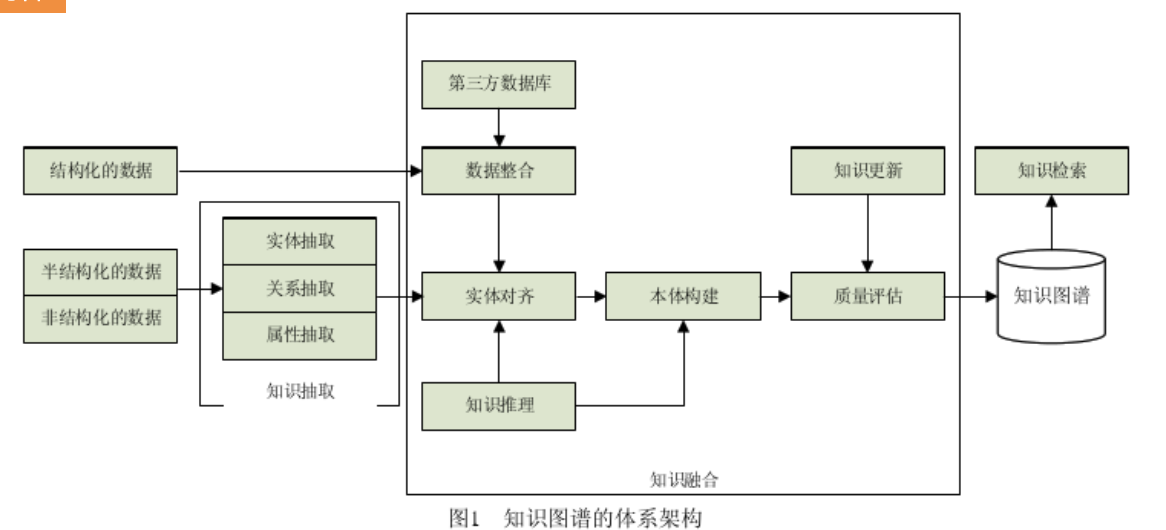 第三方数据库
结构化的数据
数据整合
知识更新
知识检索
实体抽取
半结构化的数据
关系抽取
非结构化的数据
属性抽取
实体对齐
本体构建
质量评估
知识图谱
知识抽取
知识推理
知识融合
图1 知识图谱的体系架构